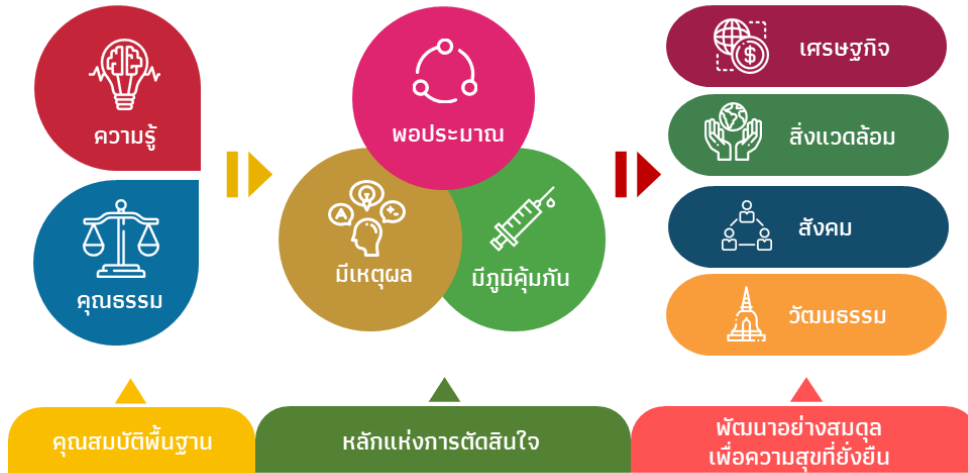 ความรู้
คุณธรรม
พอประมาณ
มีเหตุผล
มีภูมิคุ้มกัน
เศรษฐกิจ
สิ่งแวดล้อม
สังคม
วัฒนธรรม
คุณสมบัติพื้นฐาน
หลักแห่งการตัดสินใจ
พัฒนาอย่างสมดุล
เพื่อความสุขที่ยั่งยืน